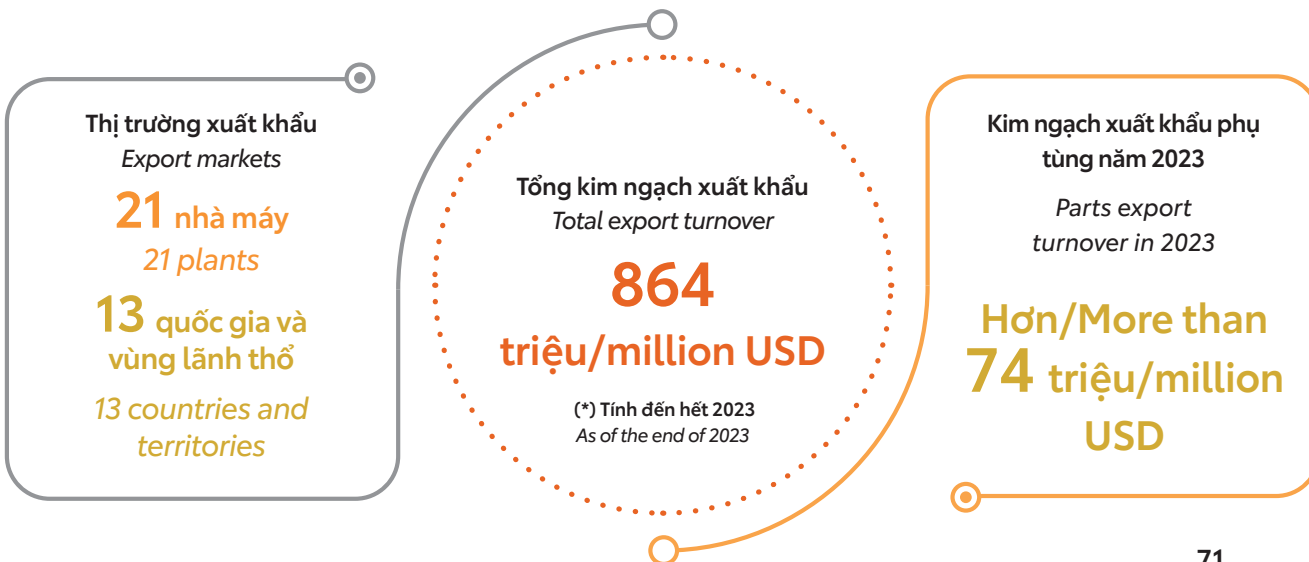 Thị trường xuất khẩu
Export markets
21 nhà máy
21 plants
13 quốc gia và
vùng lãnh thổ
13 countries and
territories
Tổng kim ngạch xuất khẩu
Total export turnover
864
triệu/million USD
(*) Tính đến hết 2023
As of the end of 2023
Kim ngạch xuất khẩu phụ
tùng năm 2023
Parts export
turnover in 2023
Hơn/More than
74 triệu/million
USD
71